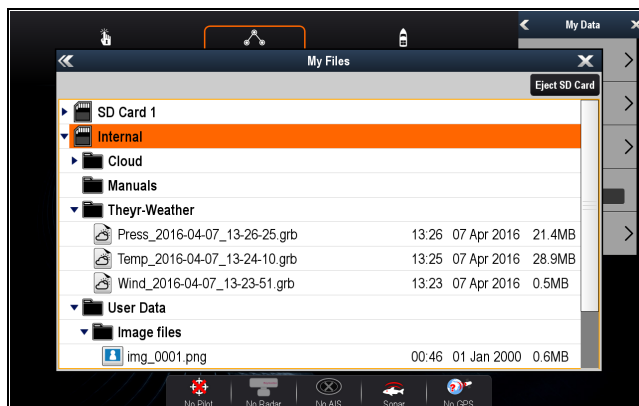 My Data
My Files
Eject SD Card
SD Card 1
Internal
Cloud
Manuals
Theyr-Weather
Press_2016-04-07_13-26-25.grb 13:26 07 Apr 2016 21.4MB
Temp_2016-04-07_13-24-10.grb 13:25 07 Apr 2016 28.9MB
Wind_2016-04-07_13-23-51.grb 13:23 07 Apr 2016 0.5MB
User Data
Image files
img_0001.png 00:46 01 Jan 2000 0.6MB
No Pilot No Radar No AIS Sonar No GPS